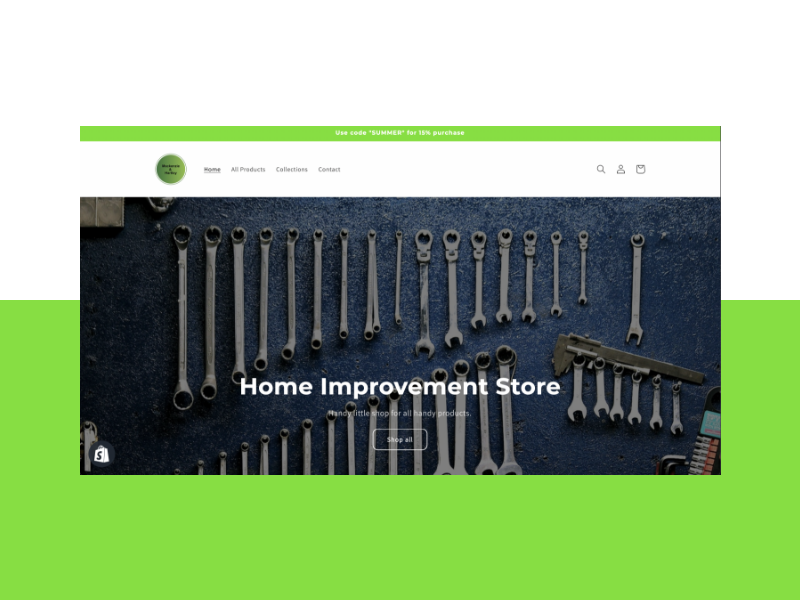 Use code "SUMMER" for 15% purchase
Home All Products Collections Contact
Home Improvement Store
Handy little shop for all handy products.
Shop all